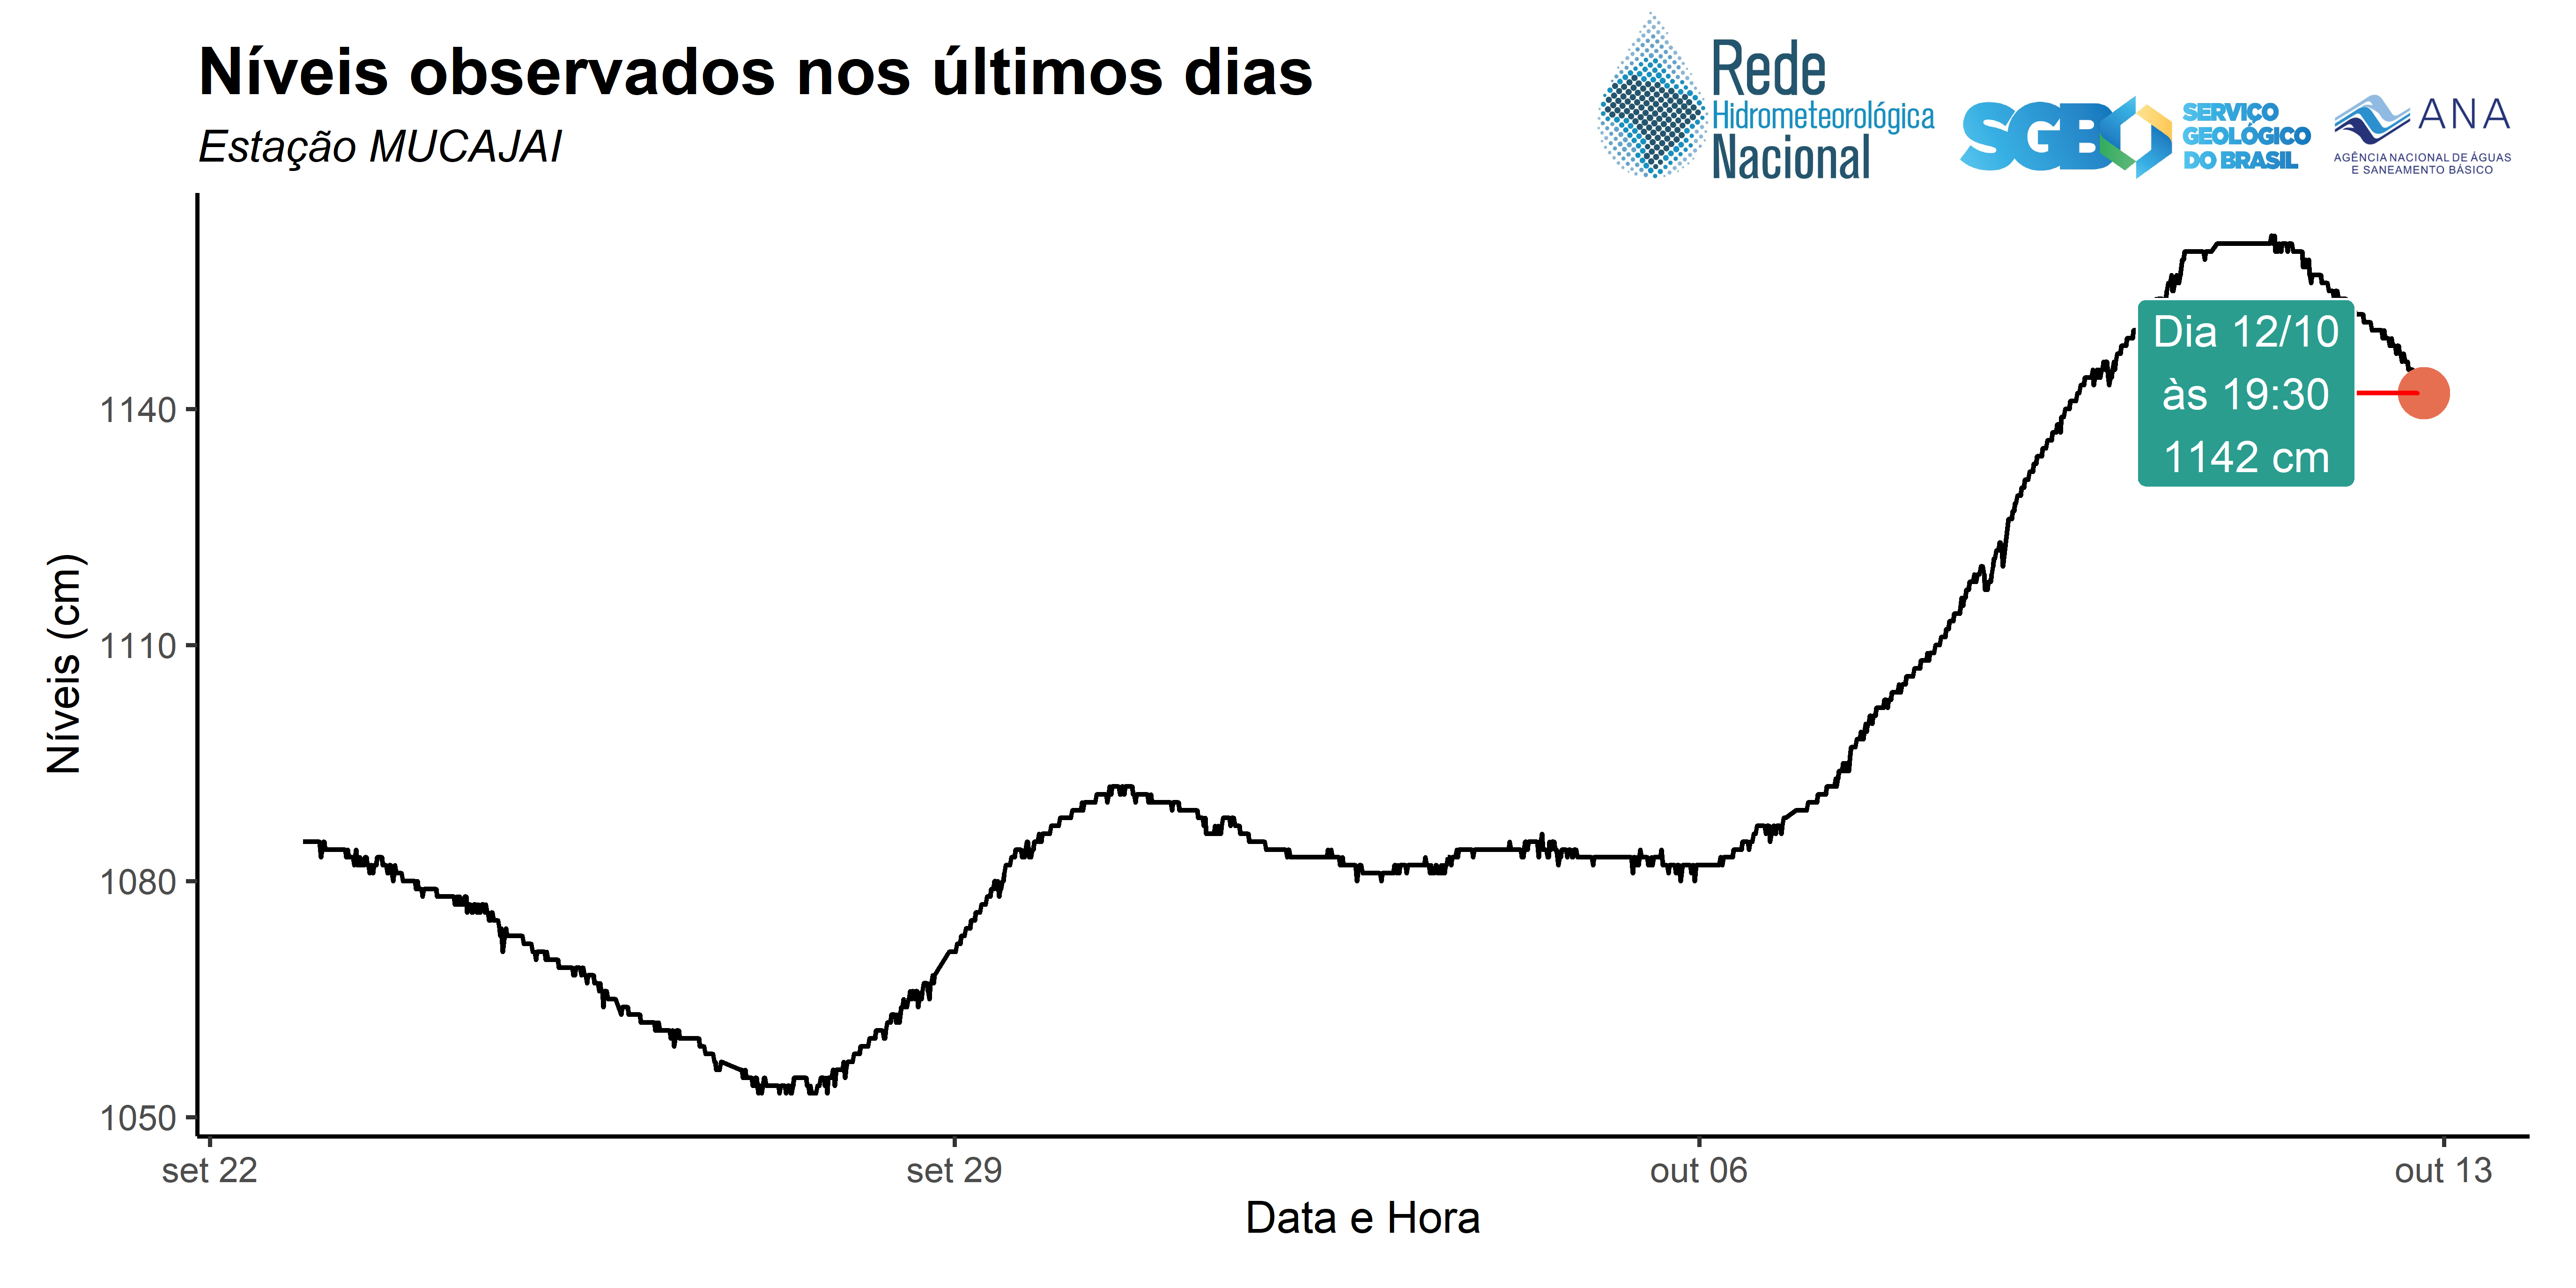 Níveis observados nos últimos dias
Estação MUCAJAI
Rede
Hidrometeorológica
Nacional
SGB
SERVIÇO
GEOLÓGICO
DO BRASIL
ANA
AGÊNCIA NACIONAL DE ÁGUAS
E SANEAMENTO BÁSICO
Níveis (cm)
1140
1110
1080
1050
Dia 12/10
às 19:30
1142 cm
set 22
set 29
out 06
out 13
Data e Hora